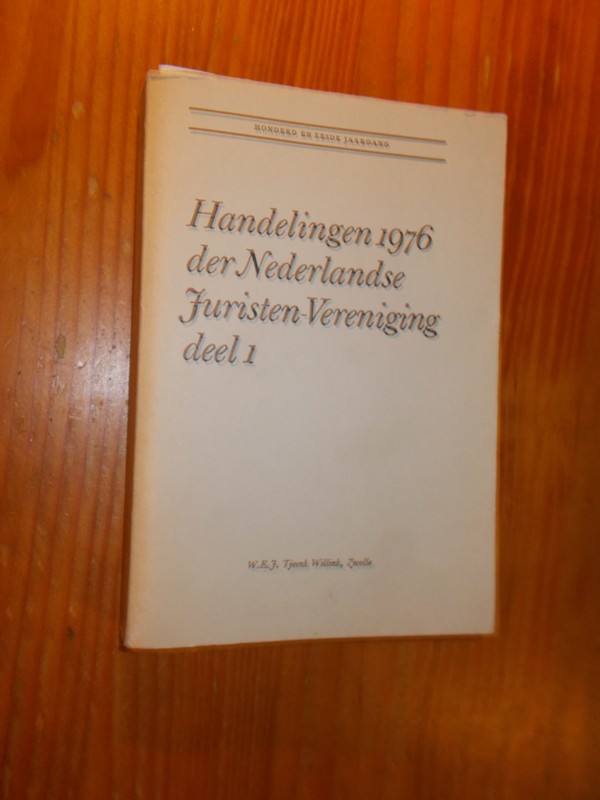 HONDERD EN ZESDE JAARGANG
Handelingen 1976
der Nederlandse
Juristen-Vereniging
deel 1
W.E.J. Tjeenk Willink, Zwolle